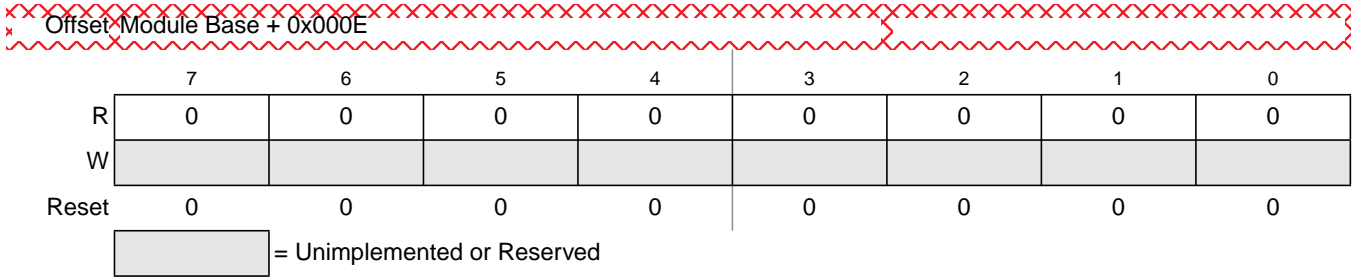 Offset Module Base + 0x000E
7 6 5 4 3 2 1 0
R 0 0 0 0 0 0 0 0
W
Reset 0 0 0 0 0 0 0 0
= Unimplemented or Reserved